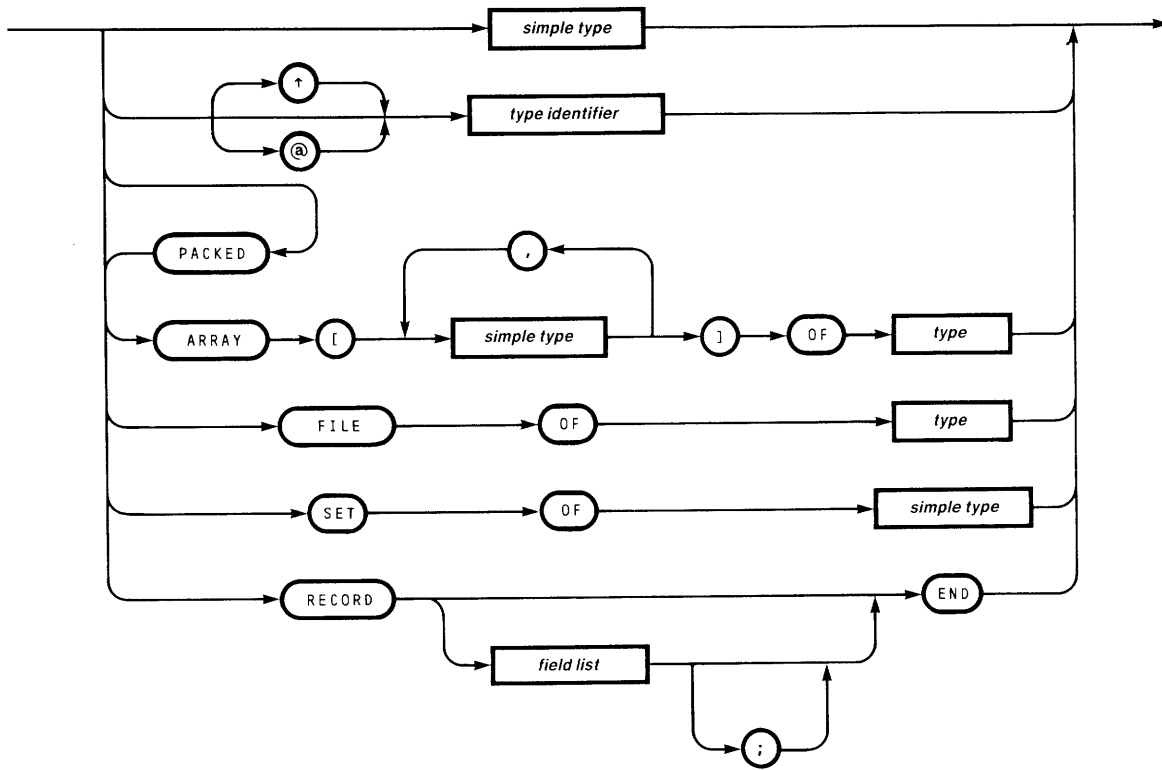 simple type
↑
type identifier
@
PACKED
,
ARRAY [ simple type ] OF type
FILE OF type
SET OF simple type
RECORD END
field list
;